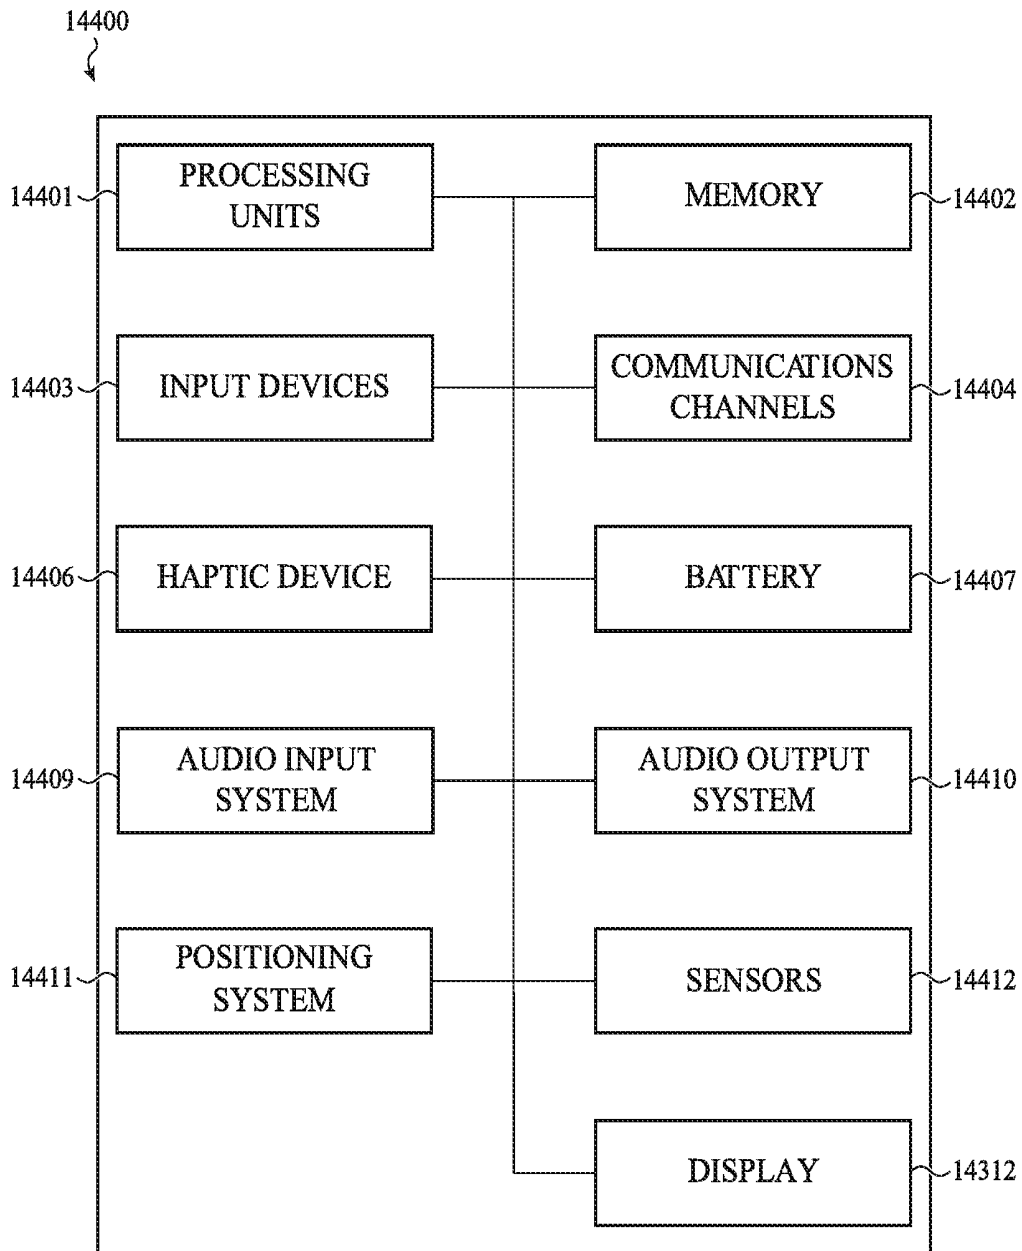 14400
PROCESSING
UNITS
14401
MEMORY
14402
INPUT DEVICES
14403
COMMUNICATIONS
CHANNELS
14404
HAPTIC DEVICE
14406
BATTERY
14407
AUDIO INPUT
SYSTEM
14409
AUDIO OUTPUT
SYSTEM
14410
POSITIONING
SYSTEM
14411
SENSORS
14412
DISPLAY
14312